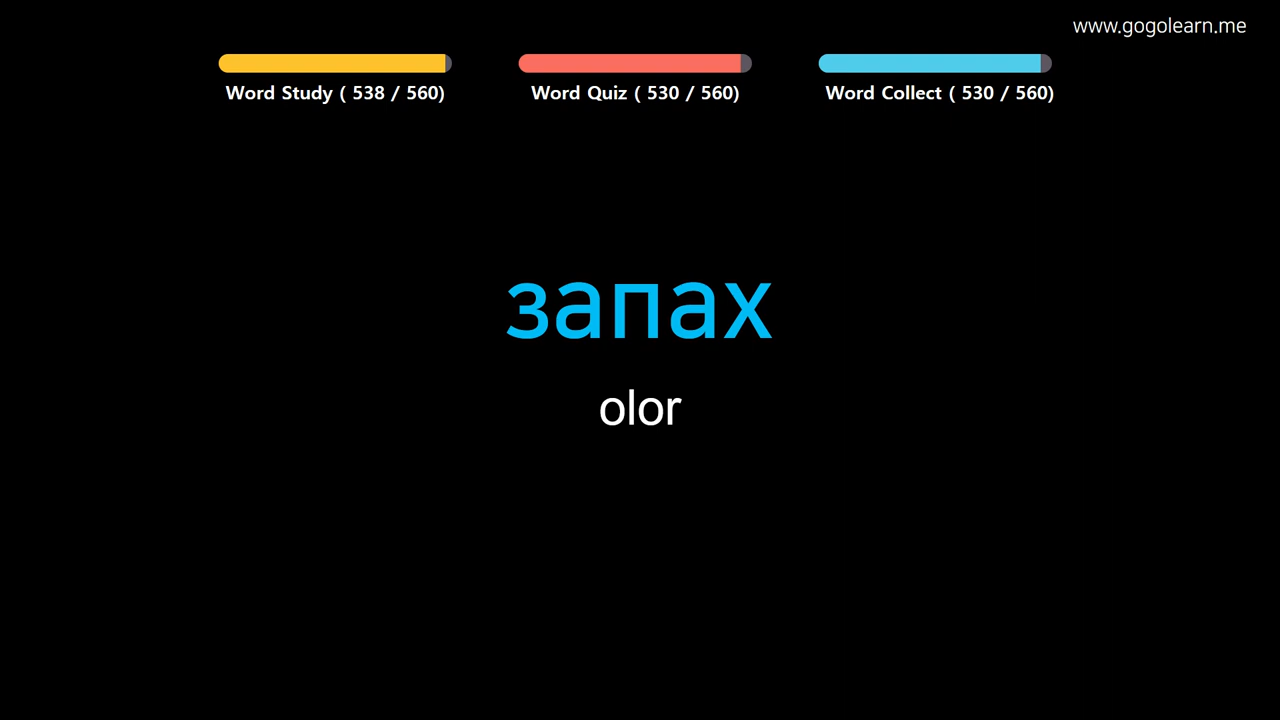 www.gogolearn.me
Word Study ( 538 / 560)
Word Quiz ( 530 / 560)
Word Collect ( 530 / 560)
запах
olor